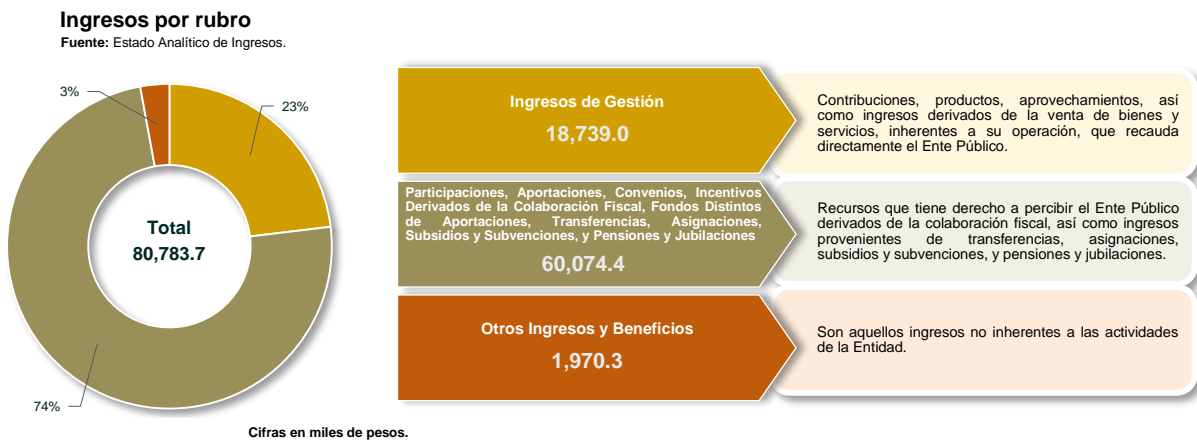 Ingresos por rubro
Fuente: Estado Analítico de Ingresos.
3%
23%
74%
Total
80,783.7
Ingresos de Gestión
18,739.0
Contribuciones, productos, aprovechamientos, así
como ingresos derivados de la venta de bienes y
servicios, inherentes a su operación, que recauda
directamente el Ente Público.
Participaciones, Aportaciones, Convenios, Incentivos
Derivados de la Colaboración Fiscal, Fondos Distintos
de Aportaciones, Transferencias, Asignaciones,
Subsidios y Subvenciones, y Pensiones y Jubilaciones
60,074.4
Recursos que tiene derecho a percibir el Ente Público
derivados de la colaboración fiscal, así como ingresos
provenientes de transferencias, asignaciones,
subsidios y subvenciones, y pensiones y jubilaciones.
Otros Ingresos y Beneficios
1,970.3
Son aquellos ingresos no inherentes a las actividades
de la Entidad.
Cifras en miles de pesos.